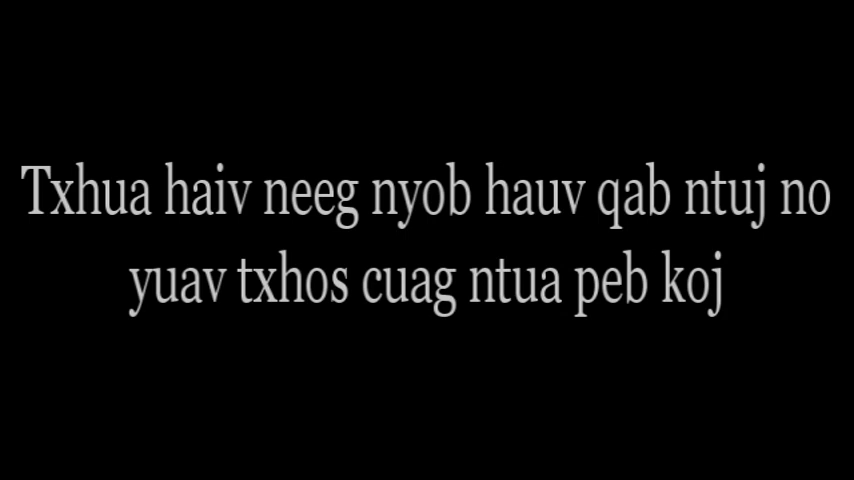 Txhua haiv neeg nyob hauv qab ntuj no
yuav txhos cuag ntua peb koj